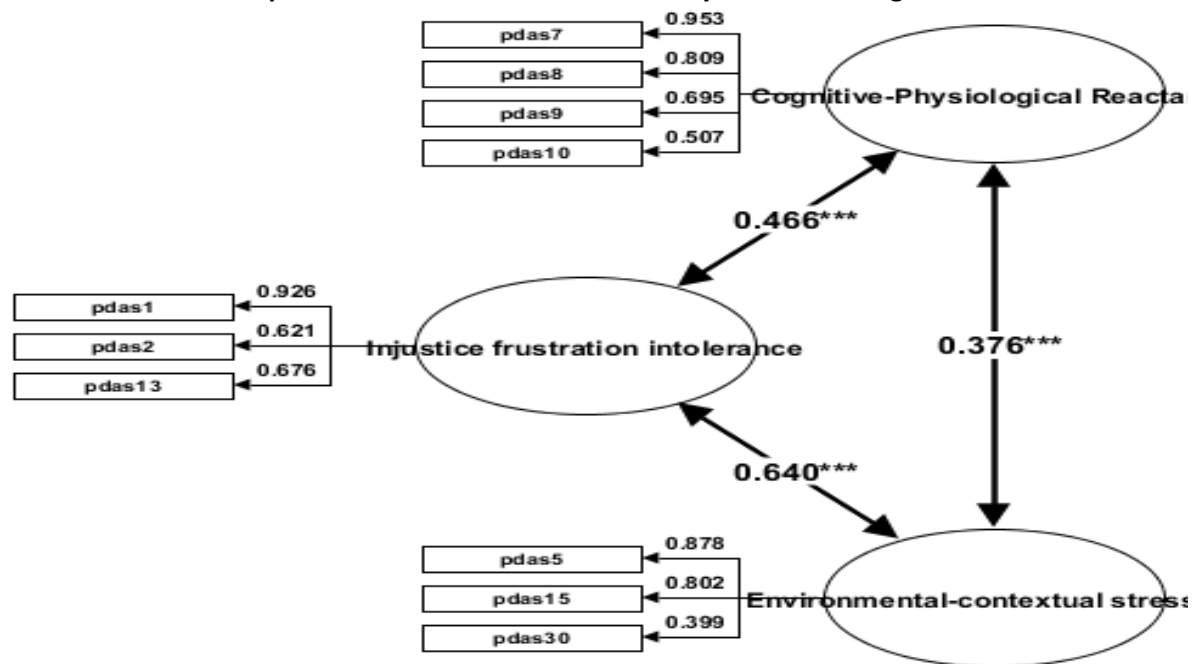 0.953
pdas7
0.809
pdas8
0.695
pdas9
0.507
pdas10
Cognitive-Physiological Reacta
0.466***
0.926
pdas1
0.621
pdas2
0.676
pdas13
Injustice frustration intolerance
0.376***
0.640***
0.878
pdas5
0.802
pdas15
0.399
pdas30
Environmental-contextual stress